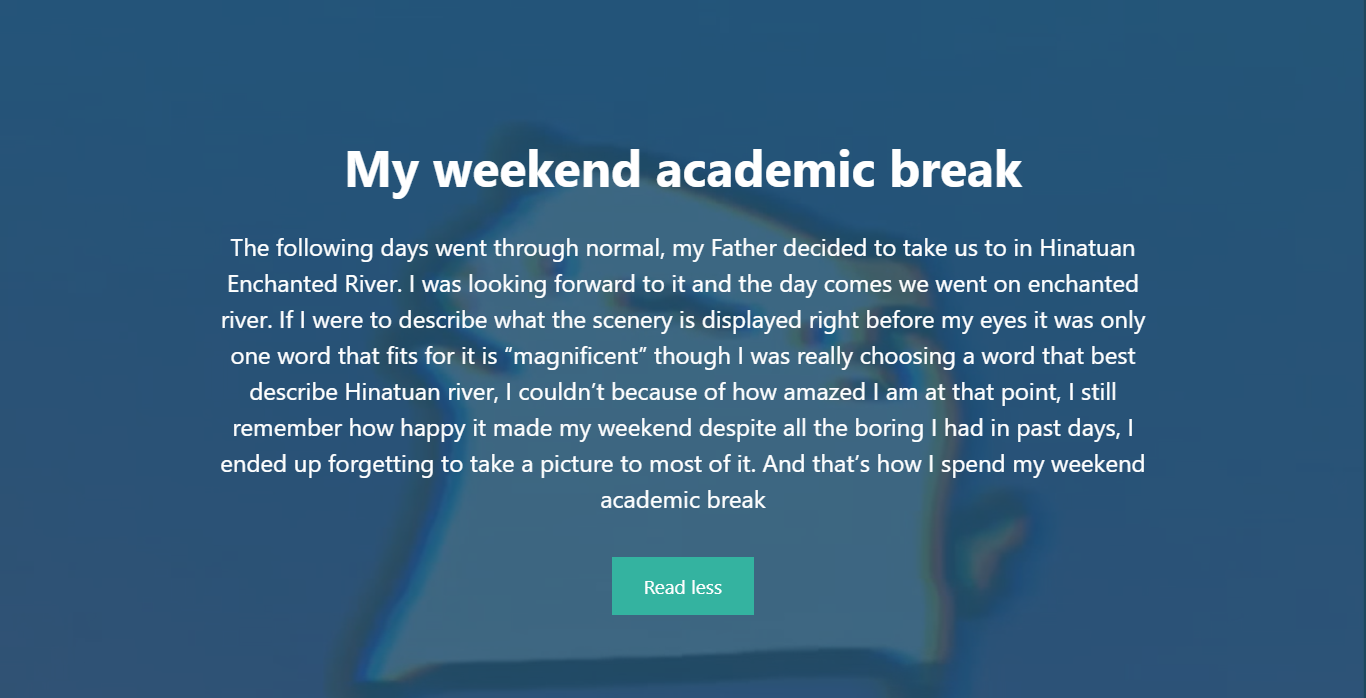 My weekend academic break
The following days went through normal, my Father decided to take us to in Hinatuan
Enchanted River. I was looking forward to it and the day comes we went on enchanted
river. If I were to describe what the scenery is displayed right before my eyes it was only
one word that fits for it is “magnificent” though I was really choosing a word that best
describe Hinatuan river, I couldn’t because of how amazed I am at that point, I still
remember how happy it made my weekend despite all the boring I had in past days, I
ended up forgetting to take a picture to most of it. And that’s how I spend my weekend
academic break
Read less